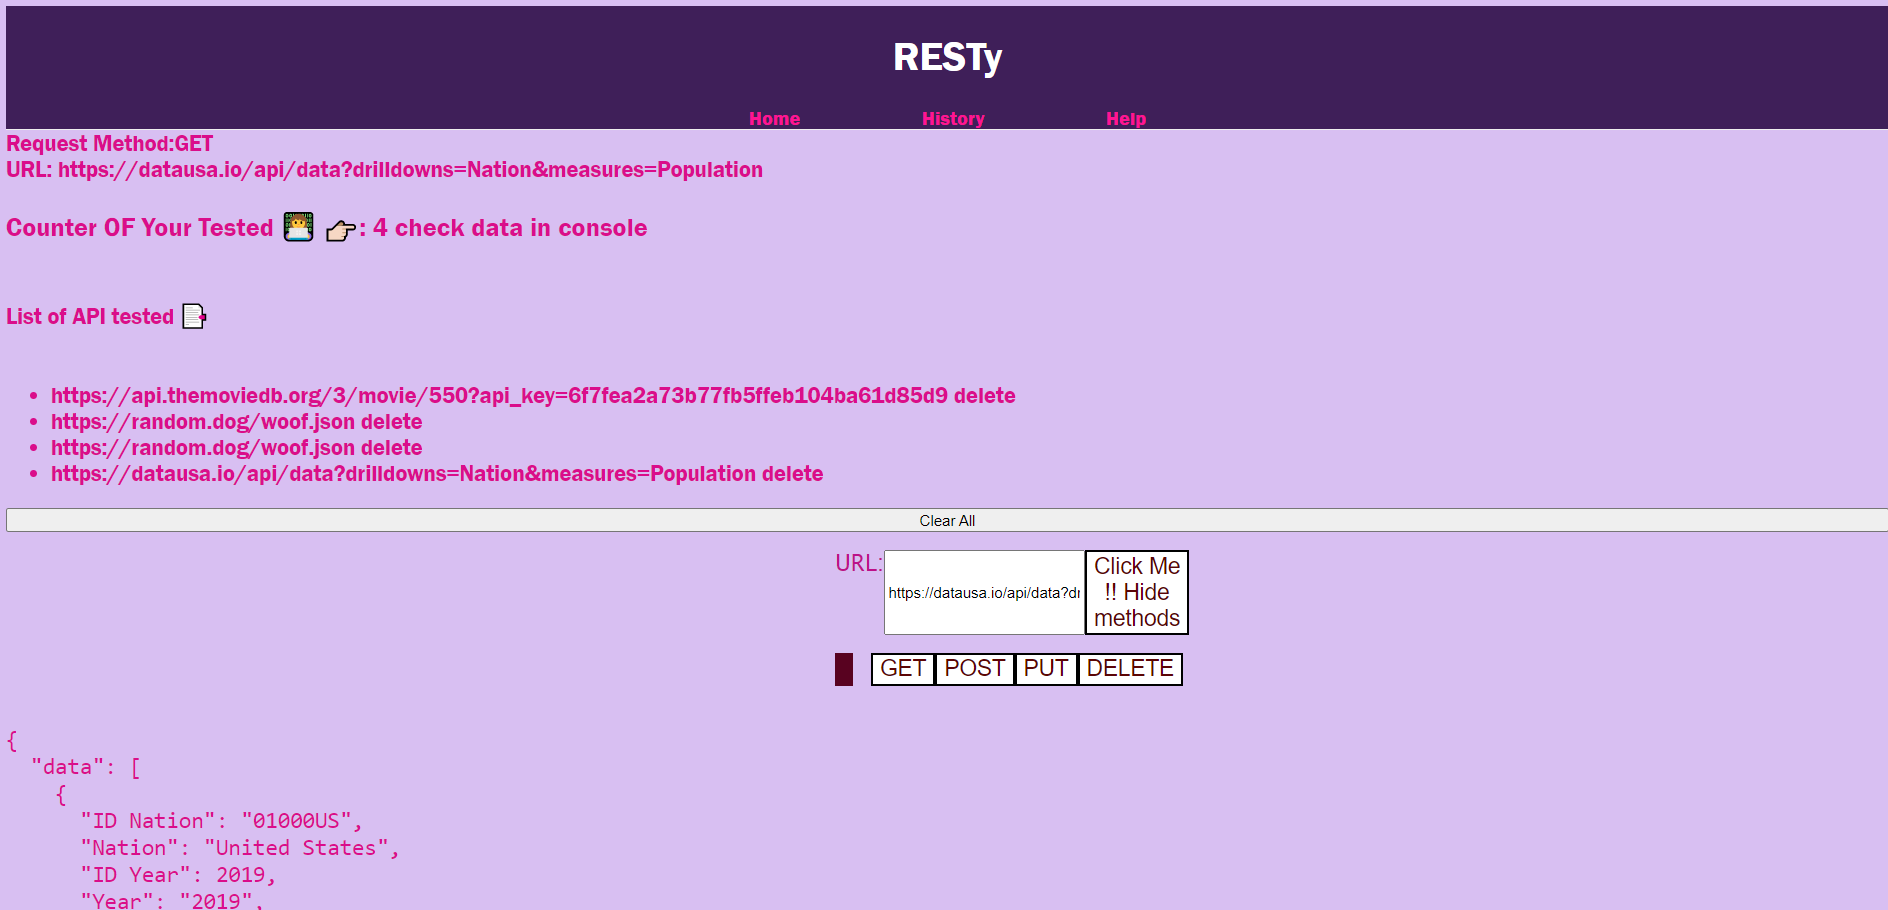 RESTy
Home History Help
Request Method:GET
URL: https://datausa.io/api/data?drilldowns=Nation&measures=Population
Counter OF Your Tested 👨‍💻 👉🏻: 4 check data in console
List of API tested 📑
• https://api.themoviedb.org/3/movie/550?api_key=6f7fea2a73b77fb5ffeb104ba61d85d9 delete
• https://random.dog/woof.json delete
• https://random.dog/woof.json delete
• https://datausa.io/api/data?drilldowns=Nation&measures=Population delete
Clear All
URL: https://datausa.io/api/data?dr
Click Me
!! Hide
methods
GET POST PUT DELETE
{
"data": [
{
"ID Nation": "01000US",
"Nation": "United States",
"ID Year": 2019,
"Year": "2019",